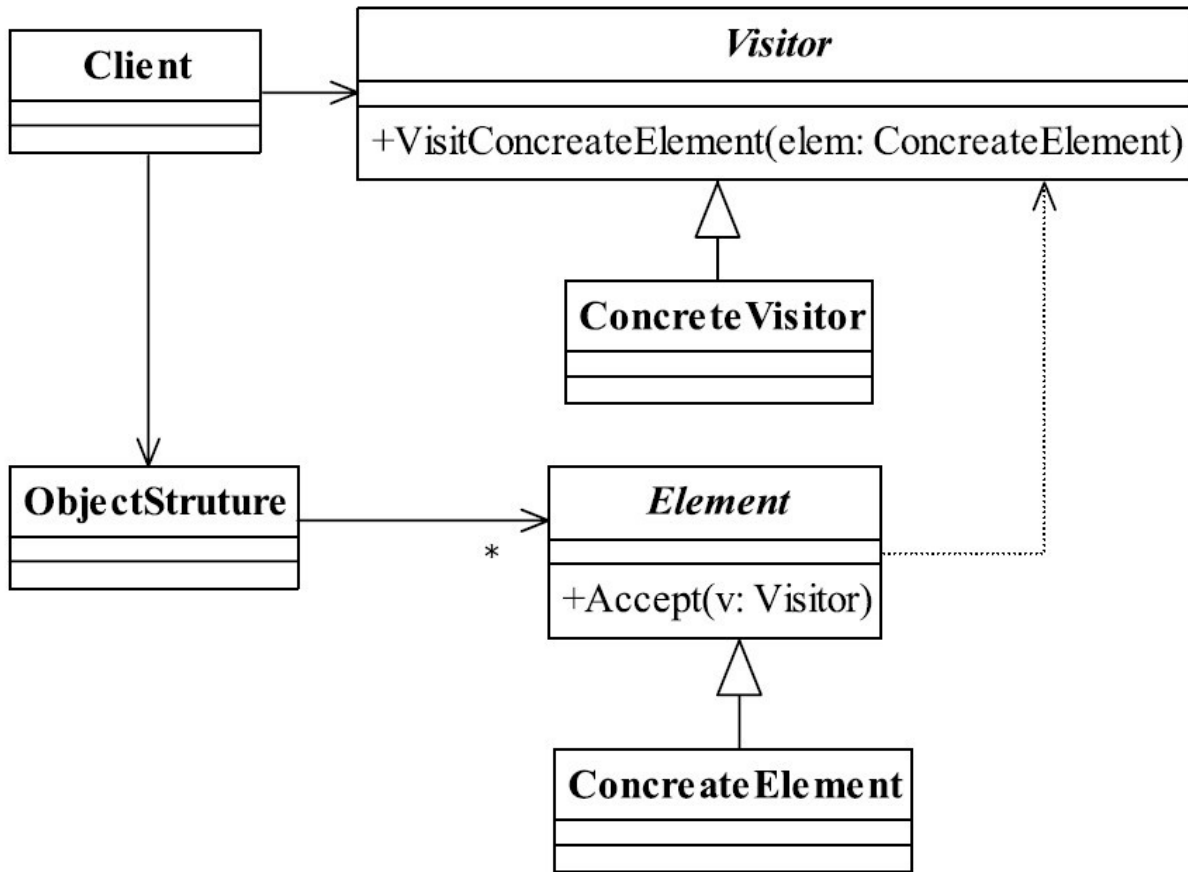 Client
Visitor
+VisitConcreateElement(elem: ConcreateElement)
ConcreteVisitor
ObjectStruture
*
Element
+Accept(v: Visitor)
ConcreateElement